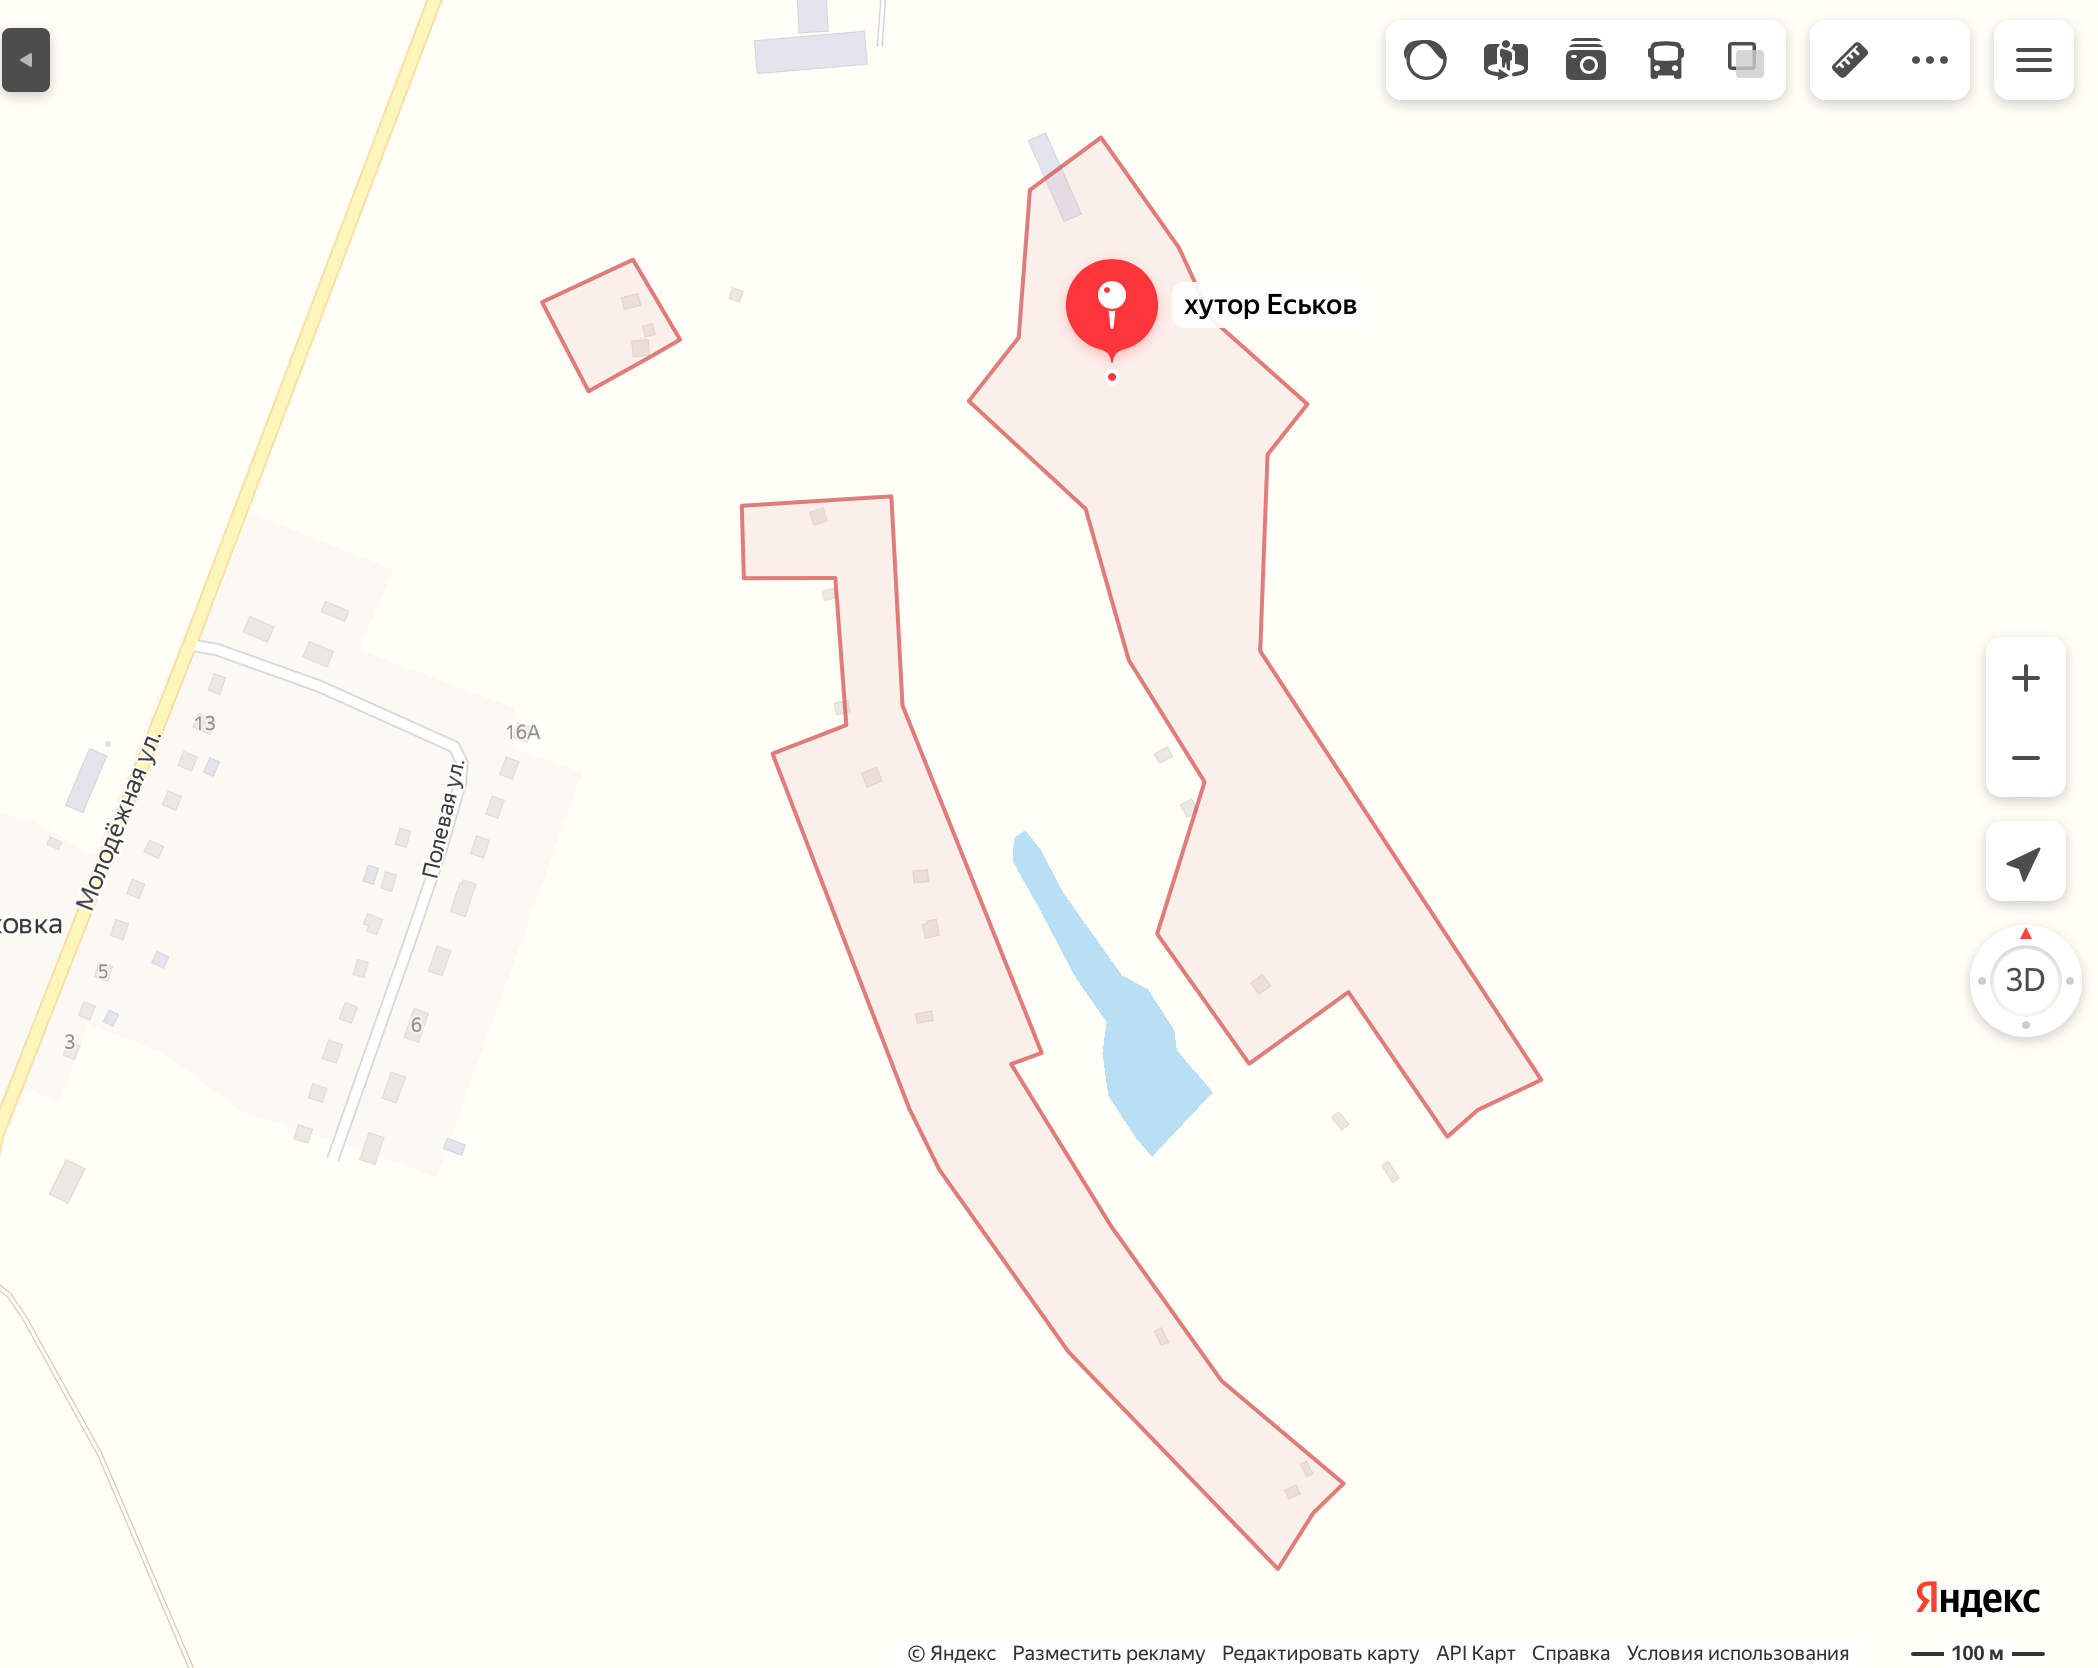 хутор Еськов
13
16А
Молодёжная ул.
Полевая ул.
5
6
3
3D
Яндекс
© Яндекс Разместить рекламу Редактировать карту API Карт Справка Условия использования
100 м